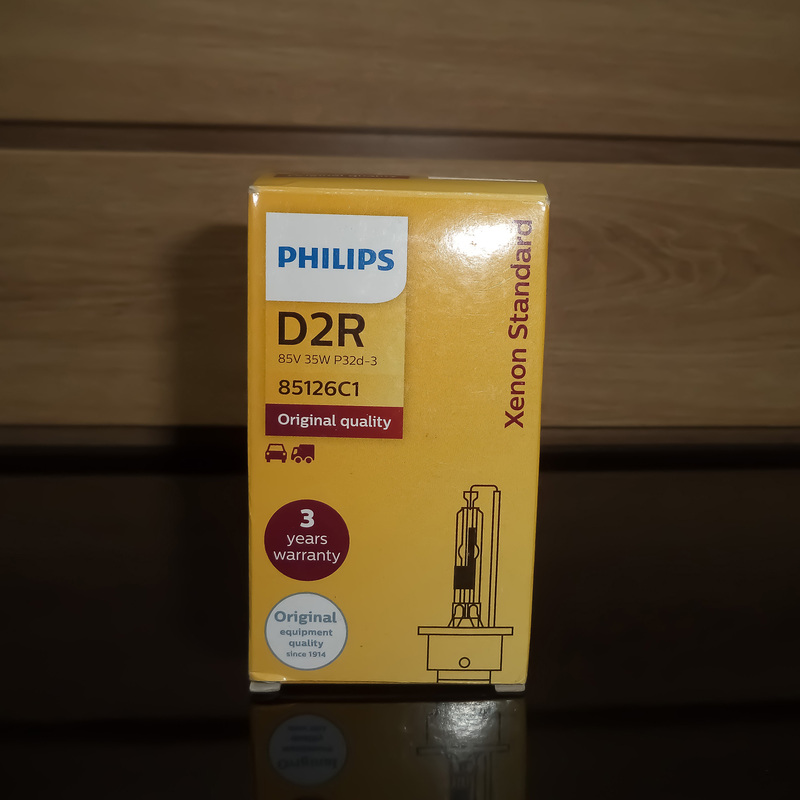 PHILIPS
D2R
85V 35W P32d-3
85126C1
Original quality
Xenon Standard
3
years
warranty
Original
equipment
quality
since 1914